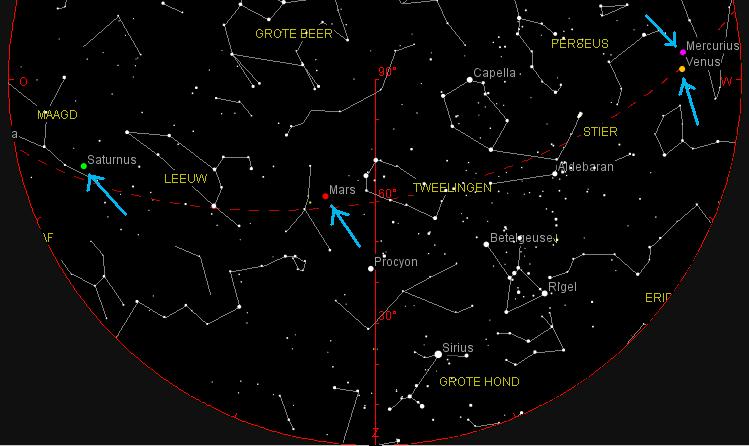 GROTE BEER
PERSEUS
Mercurius
Venus
O
90°
Capella
W
MAAGD
STIER
a
Saturnus
LEEUW
Mars
60°
TWEELINGEN
Aldebaran
AF
Betelgeuse
Procyon
Rigel
ERID
30°
Sirius
GROTE HOND
Z